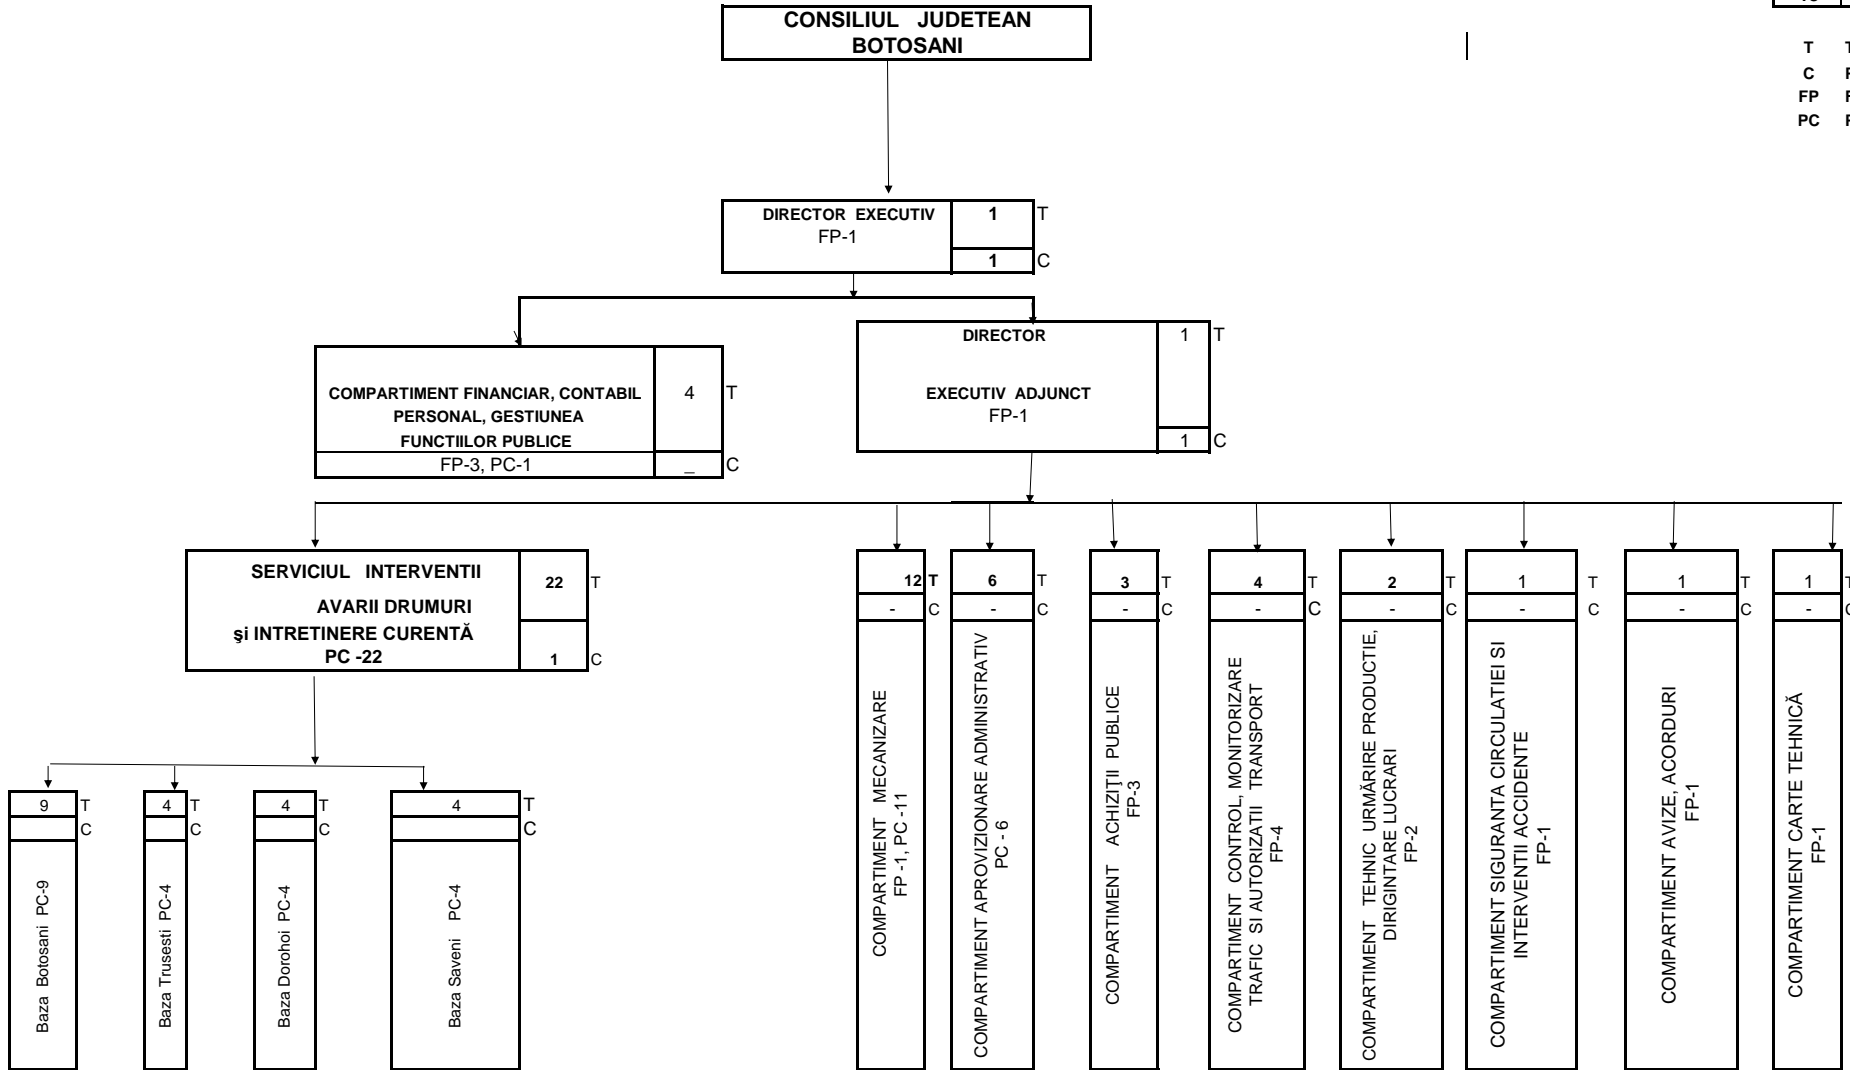 CONSILIUL JUDETEAN
BOTOSANI
T
C
FP
PC
DIRECTOR EXECUTIV 1 T
FP-1
1 C
DIRECTOR 1 T
EXECUTIV ADJUNCT
FP-1
1 C
COMPARTIMENT FINANCIAR, CONTABIL 4 T
PERSONAL, GESTIUNEA
FUNCTIILOR PUBLICE
FP-3, PC-1 _ C
SERVICIUL INTERVENTII 22 T
AVARII DRUMURI
şi INTRETINERE CURENTĂ
PC -22 1 C
12 T
- C
COMPARTIMENT MECANIZARE
FP -1, PC -11
6 T
- C
COMPARTIMENT APROVIZIONARE ADMINISTRATIV
PC - 6
3 T
- C
COMPARTIMENT ACHIZIŢII PUBLICE
FP-3
4 T
- C
COMPARTIMENT CONTROL, MONITORIZARE
TRAFIC SI AUTORIZATII TRANSPORT
FP-4
2 T
- C
COMPARTIMENT TEHNIC URMĂRIRE PRODUCTIE,
DIRIGINTARE LUCRARI
FP-2
1 T
- C
COMPARTIMENT SIGURANTA CIRCULATIEI SI
INTERVENTII ACCIDENTE
FP-1
1 T
- C
COMPARTIMENT AVIZE, ACORDURI
FP-1
1 T
- C
COMPARTIMENT CARTE TEHNICĂ
FP-1
9 T
C
Baza Botosani PC-9
4 T
C
Baza Trusesti PC-4
4 T
C
Baza Dorohoi PC-4
4 T
C
Baza Saveni PC-4